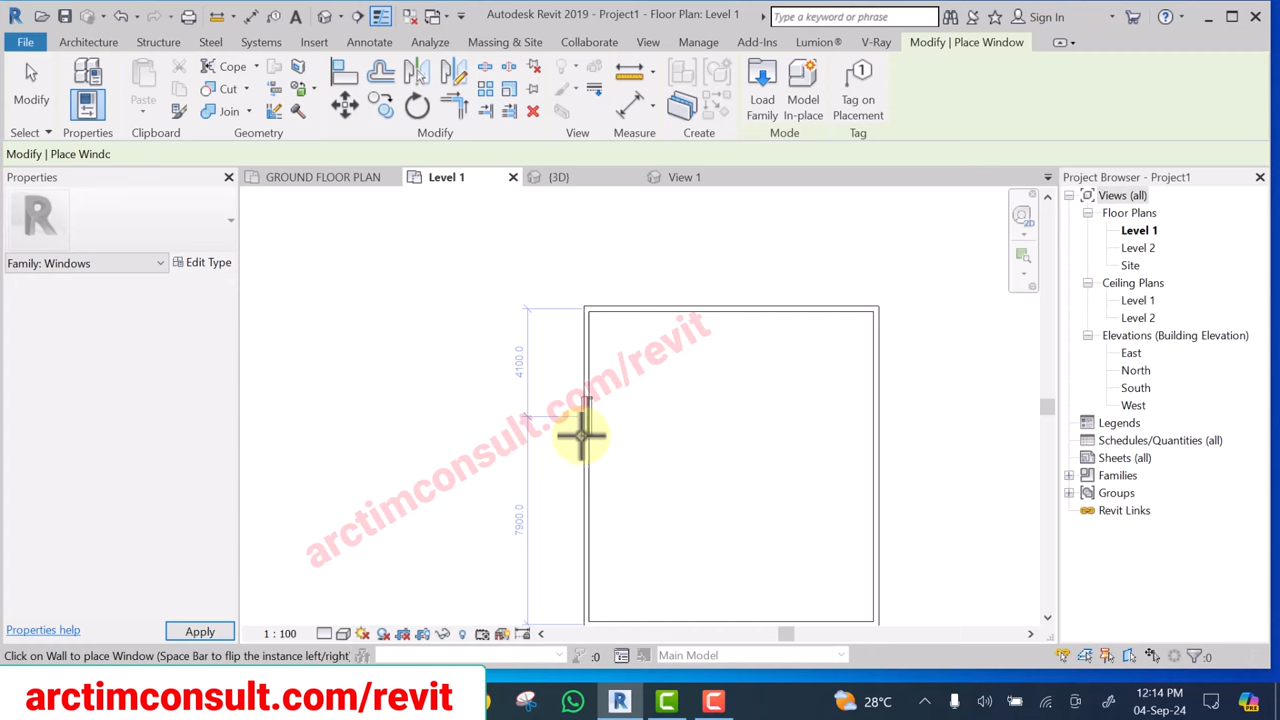 Autodesk Revit 2019 - Project1 - Floor Plan: Level 1
Type a keyword or phrase
Sign In
File
Architecture
Structure
Steel
Systems
Insert
Annotate
Analyze
Massing & Site
Collaborate
View
Manage
Add-Ins
Lumion®
V-Ray
Modify | Place Window
Modify
Paste
Cope
Cut
Join
Load
Family
Model
In-place
Tag on
Placement
Select
Properties
Clipboard
Geometry
Modify
View
Measure
Create
Mode
Tag
Modify | Place Windc
Properties
GROUND FLOOR PLAN
Level 1
{3D}
View 1
Project Browser - Project1
R
Family: Windows
Edit Type
2D
Views (all)
Floor Plans
Level 1
Level 2
Site
Ceiling Plans
Level 1
Level 2
Elevations (Building Elevation)
East
North
South
West
Legends
Schedules/Quantities (all)
Sheets (all)
Families
Groups
Revit Links
4100.0
7900.0
arctimconsult.com/revit
Properties help
Apply
1 : 100
Click on Wall to place Window (Space Bar to flip the instance left/right)
:0
Main Model
:0
arctimconsult.com/revit
28°C
12:14 PM
04-Sep-24